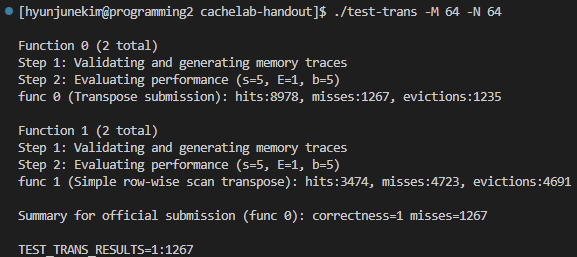 [hyunjunekim@programming2 cachelab-handout]$ ./test-trans -M 64 -N 64
Function 0 (2 total)
Step 1: Validating and generating memory traces
Step 2: Evaluating performance (s=5, E=1, b=5)
func 0 (Transpose submission): hits:8978, misses:1267, evictions:1235
Function 1 (2 total)
Step 1: Validating and generating memory traces
Step 2: Evaluating performance (s=5, E=1, b=5)
func 1 (Simple row-wise scan transpose): hits:3474, misses:4723, evictions:4691
Summary for official submission (func 0): correctness=1 misses=1267
TEST_TRANS_RESULTS=1:1267